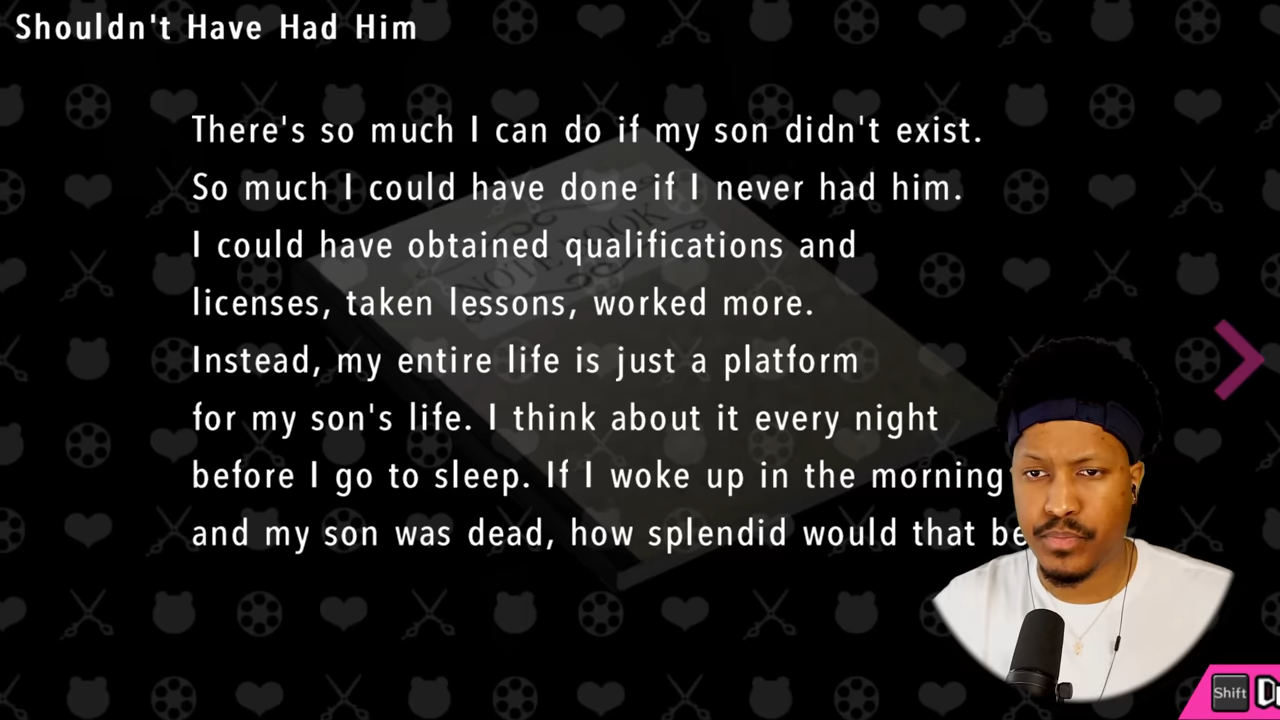 Shouldn't Have Had Him
There's so much I can do if my son didn't exist.
So much I could have done if I never had him.
I could have obtained qualifications and
licenses, taken lessons, worked more.
Instead, my entire life is just a platform
for my son's life. I think about it every night
before I go to sleep. If I woke up in the morning
and my son was dead, how splendid would that be
NOTEBOOK
Shift